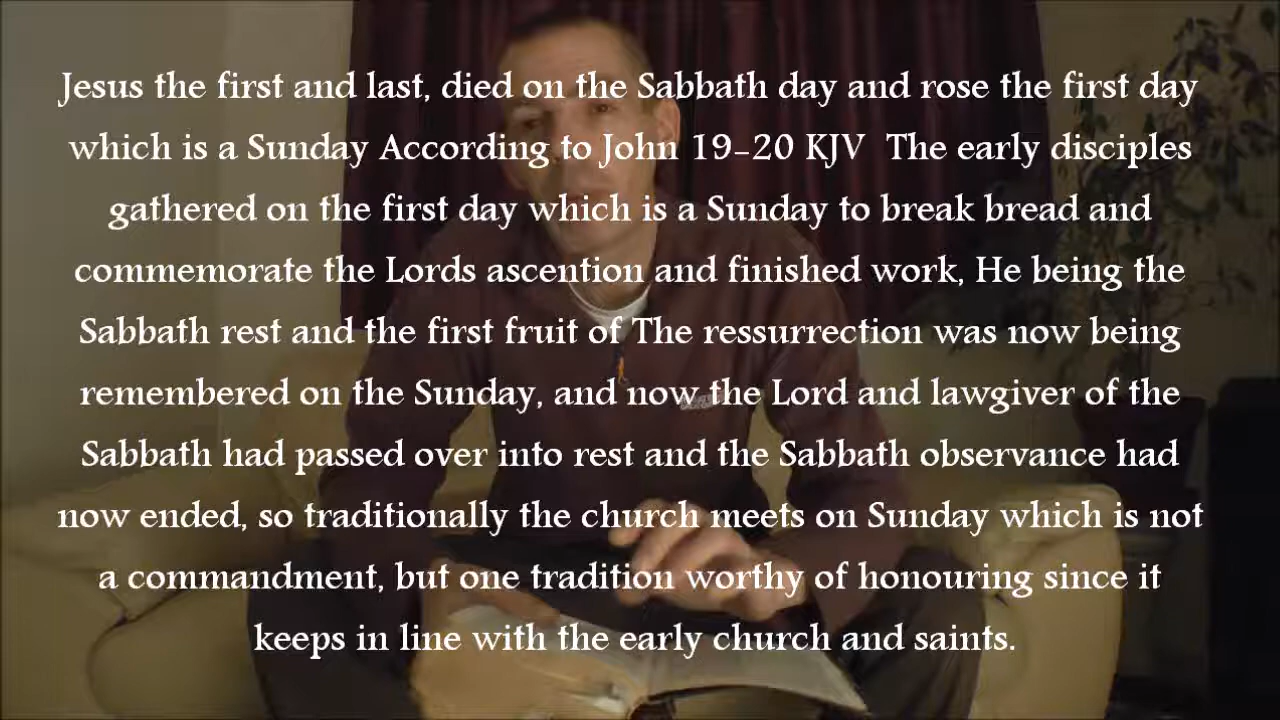 Jesus the first and last, died on the Sabbath day and rose the first day
which is a Sunday According to John 19-20 KJV The early disciples
gathered on the first day which is a Sunday to break bread and
commemorate the Lords ascention and finished work, He being the
Sabbath rest and the first fruit of The ressurrection was now being
remembered on the Sunday, and now the Lord and lawgiver of the
Sabbath had passed over into rest and the Sabbath observance had
now ended, so traditionally the church meets on Sunday which is not
a commandment, but one tradition worthy of honouring since it
keeps in line with the early church and saints.